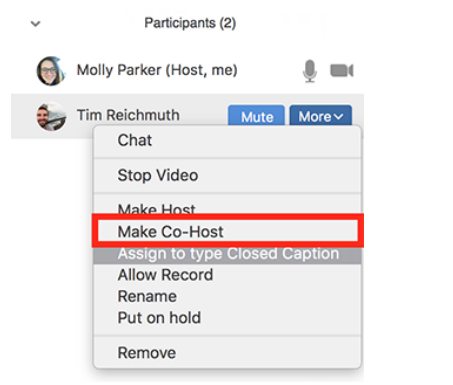 Participants (2)
Molly Parker (Host, me)
Tim Reichmuth Mute More
Chat
Stop Video
Make Host
Make Co-Host
Assign to type Closed Caption
Allow Record
Rename
Put on hold
Remove